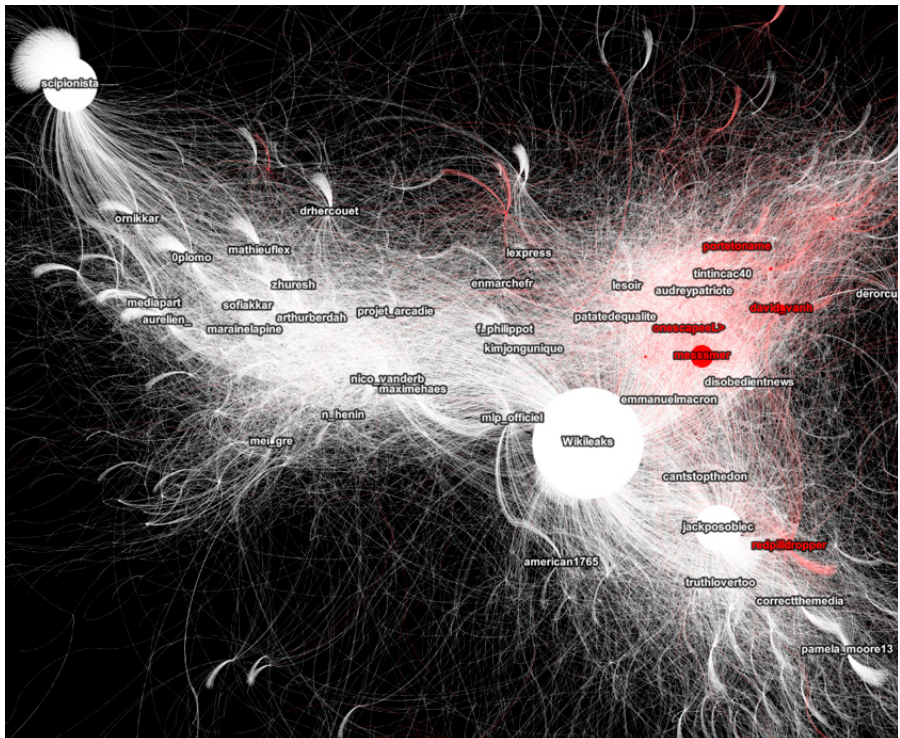 scipionista
ornikkar
drhercouet
0plomo
mathieuflex
lexpress
portetoname
zhuresh
enmarchefr
lesoir
tintincac40
audreypatriote
derorcu
mediapart
sofiakkar
projet_arcadie
davidgvanh
aurelien_
arthurberdah
patatedequalite
marainelapine
f_philippot
kimjongunique
messmer
nico_vanderb
maximehaes
disobedientnews
emmanuelmacron
n_henin
mlp_officiel
mei_gre
Wikileaks
cantstopthedon
jackposobiec
redpilldropper
american1765
truthlovertoo
correctthemedia
pamela_moore13